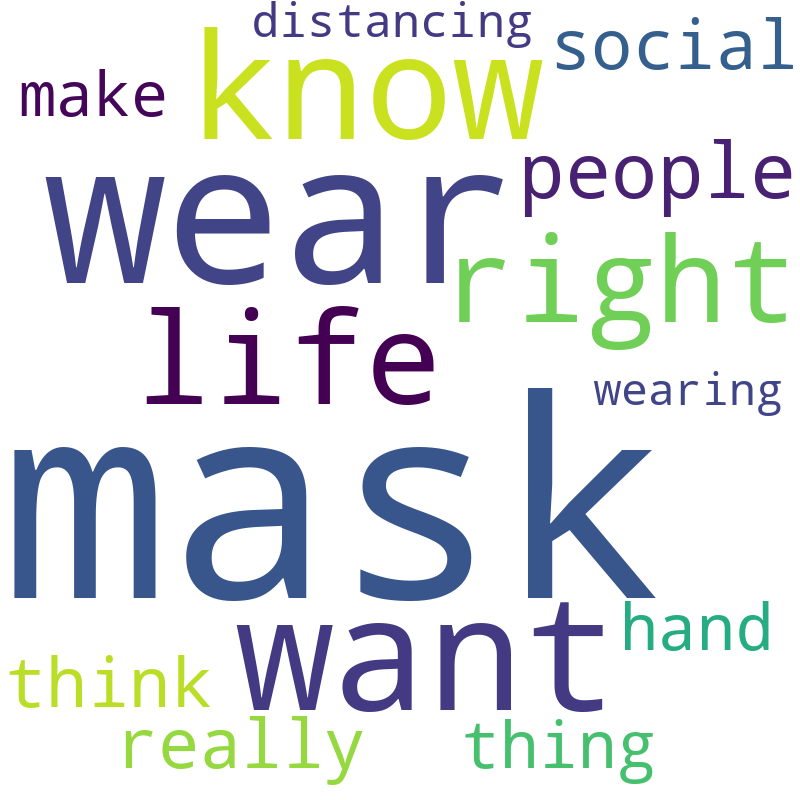 distancing
social
know
make
people
wear
right
life
wearing
mask
want
hand
think
really
thing